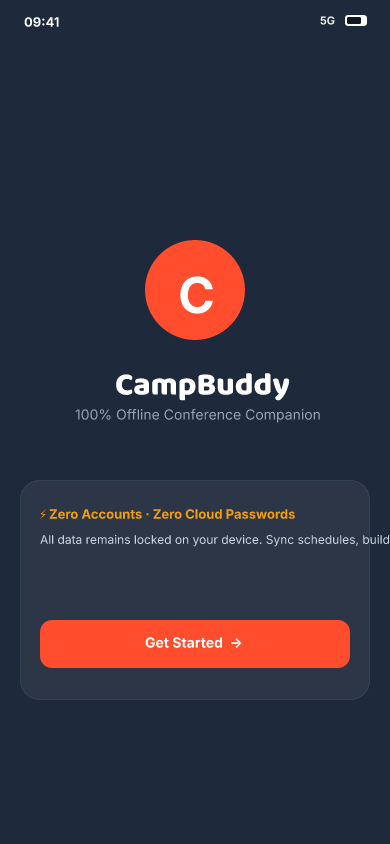 09:41
5G
C
CampBuddy
100% Offline Conference Companion
⚡ Zero Accounts · Zero Cloud Passwords
All data remains locked on your device. Sync schedules, build
Get Started →